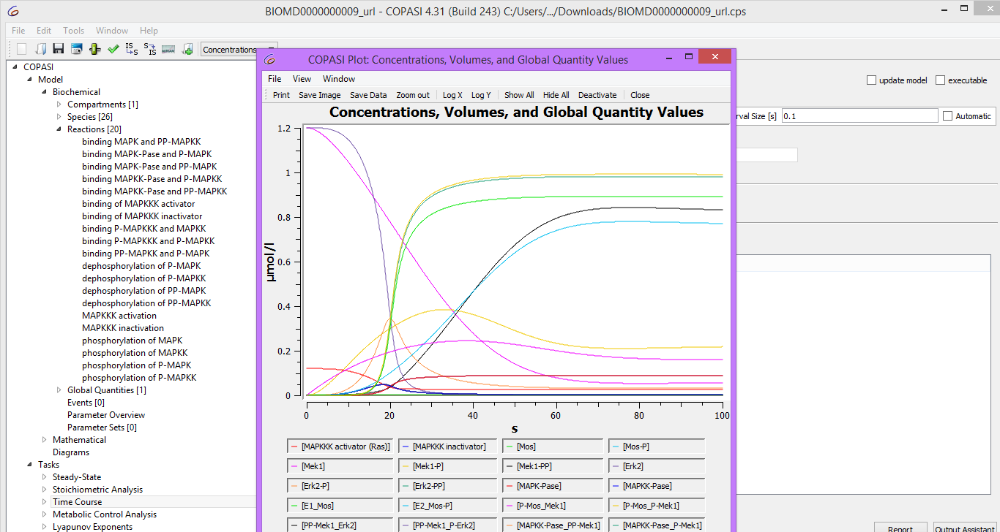 BIOMD0000000009_url - COPASI 4.31 (Build 243) C:/Users/.../Downloads/BIOMD0000000009_url.cps
File Edit Tools Window Help
Concentrations
COPASI
Model
Biochemical
Compartments [1]
Species [26]
Reactions [20]
binding MAPK and PP-MAPKK
binding MAPK-Pase and P-MAPK
binding MAPK-Pase and PP-MAPK
binding MAPKK-Pase and P-MAPKK
binding MAPKK-Pase and PP-MAPKK
binding of MAPKKK activator
binding of MAPKKK inactivator
binding P-MAPKKK and MAPKK
binding P-MAPKKK and P-MAPKK
binding PP-MAPKK and P-MAPK
dephosphorylation of P-MAPK
dephosphorylation of P-MAPKK
dephosphorylation of PP-MAPK
dephosphorylation of PP-MAPKK
MAPKKK activation
MAPKKK inactivation
phosphorylation of MAPK
phosphorylation of MAPKK
phosphorylation of P-MAPK
phosphorylation of P-MAPKK
Global Quantities [1]
Events [0]
Parameter Overview
Parameter Sets [0]
Mathematical
Diagrams
Tasks
Steady-State
Stoichiometric Analysis
Time Course
Metabolic Control Analysis
Lyapunov Exponents
COPASI Plot: Concentrations, Volumes, and Global Quantity Values
File View Window
Print Save Image Save Data Zoom out Log X Log Y Show All Hide All Deactivate Close
Concentrations, Volumes, and Global Quantity Values
1.2
1
0.8
0.6
0.4
0.2
0
µmol/l
0 20 40 60 80 100
s
[MAPKKK activator (Ras)] [MAPKKK inactivator] [Mos] [Mos-P]
[Mek1] [Mek1-P] [Mek1-PP] [Erk2]
[Erk2-P] [Erk2-PP] [MAPK-Pase] [MAPKK-Pase]
[E1_Mos] [E2_Mos-P] [P-Mos_Mek1] [P-Mos_P-Mek1]
[PP-Mek1_Erk2] [PP-Mek1_P-Erk2] [MAPKK-Pase_PP-Mek1] [MAPKK-Pase_P-Mek1]
update model executable
rval Size [s] 0.1 Automatic
Report Output Assistant